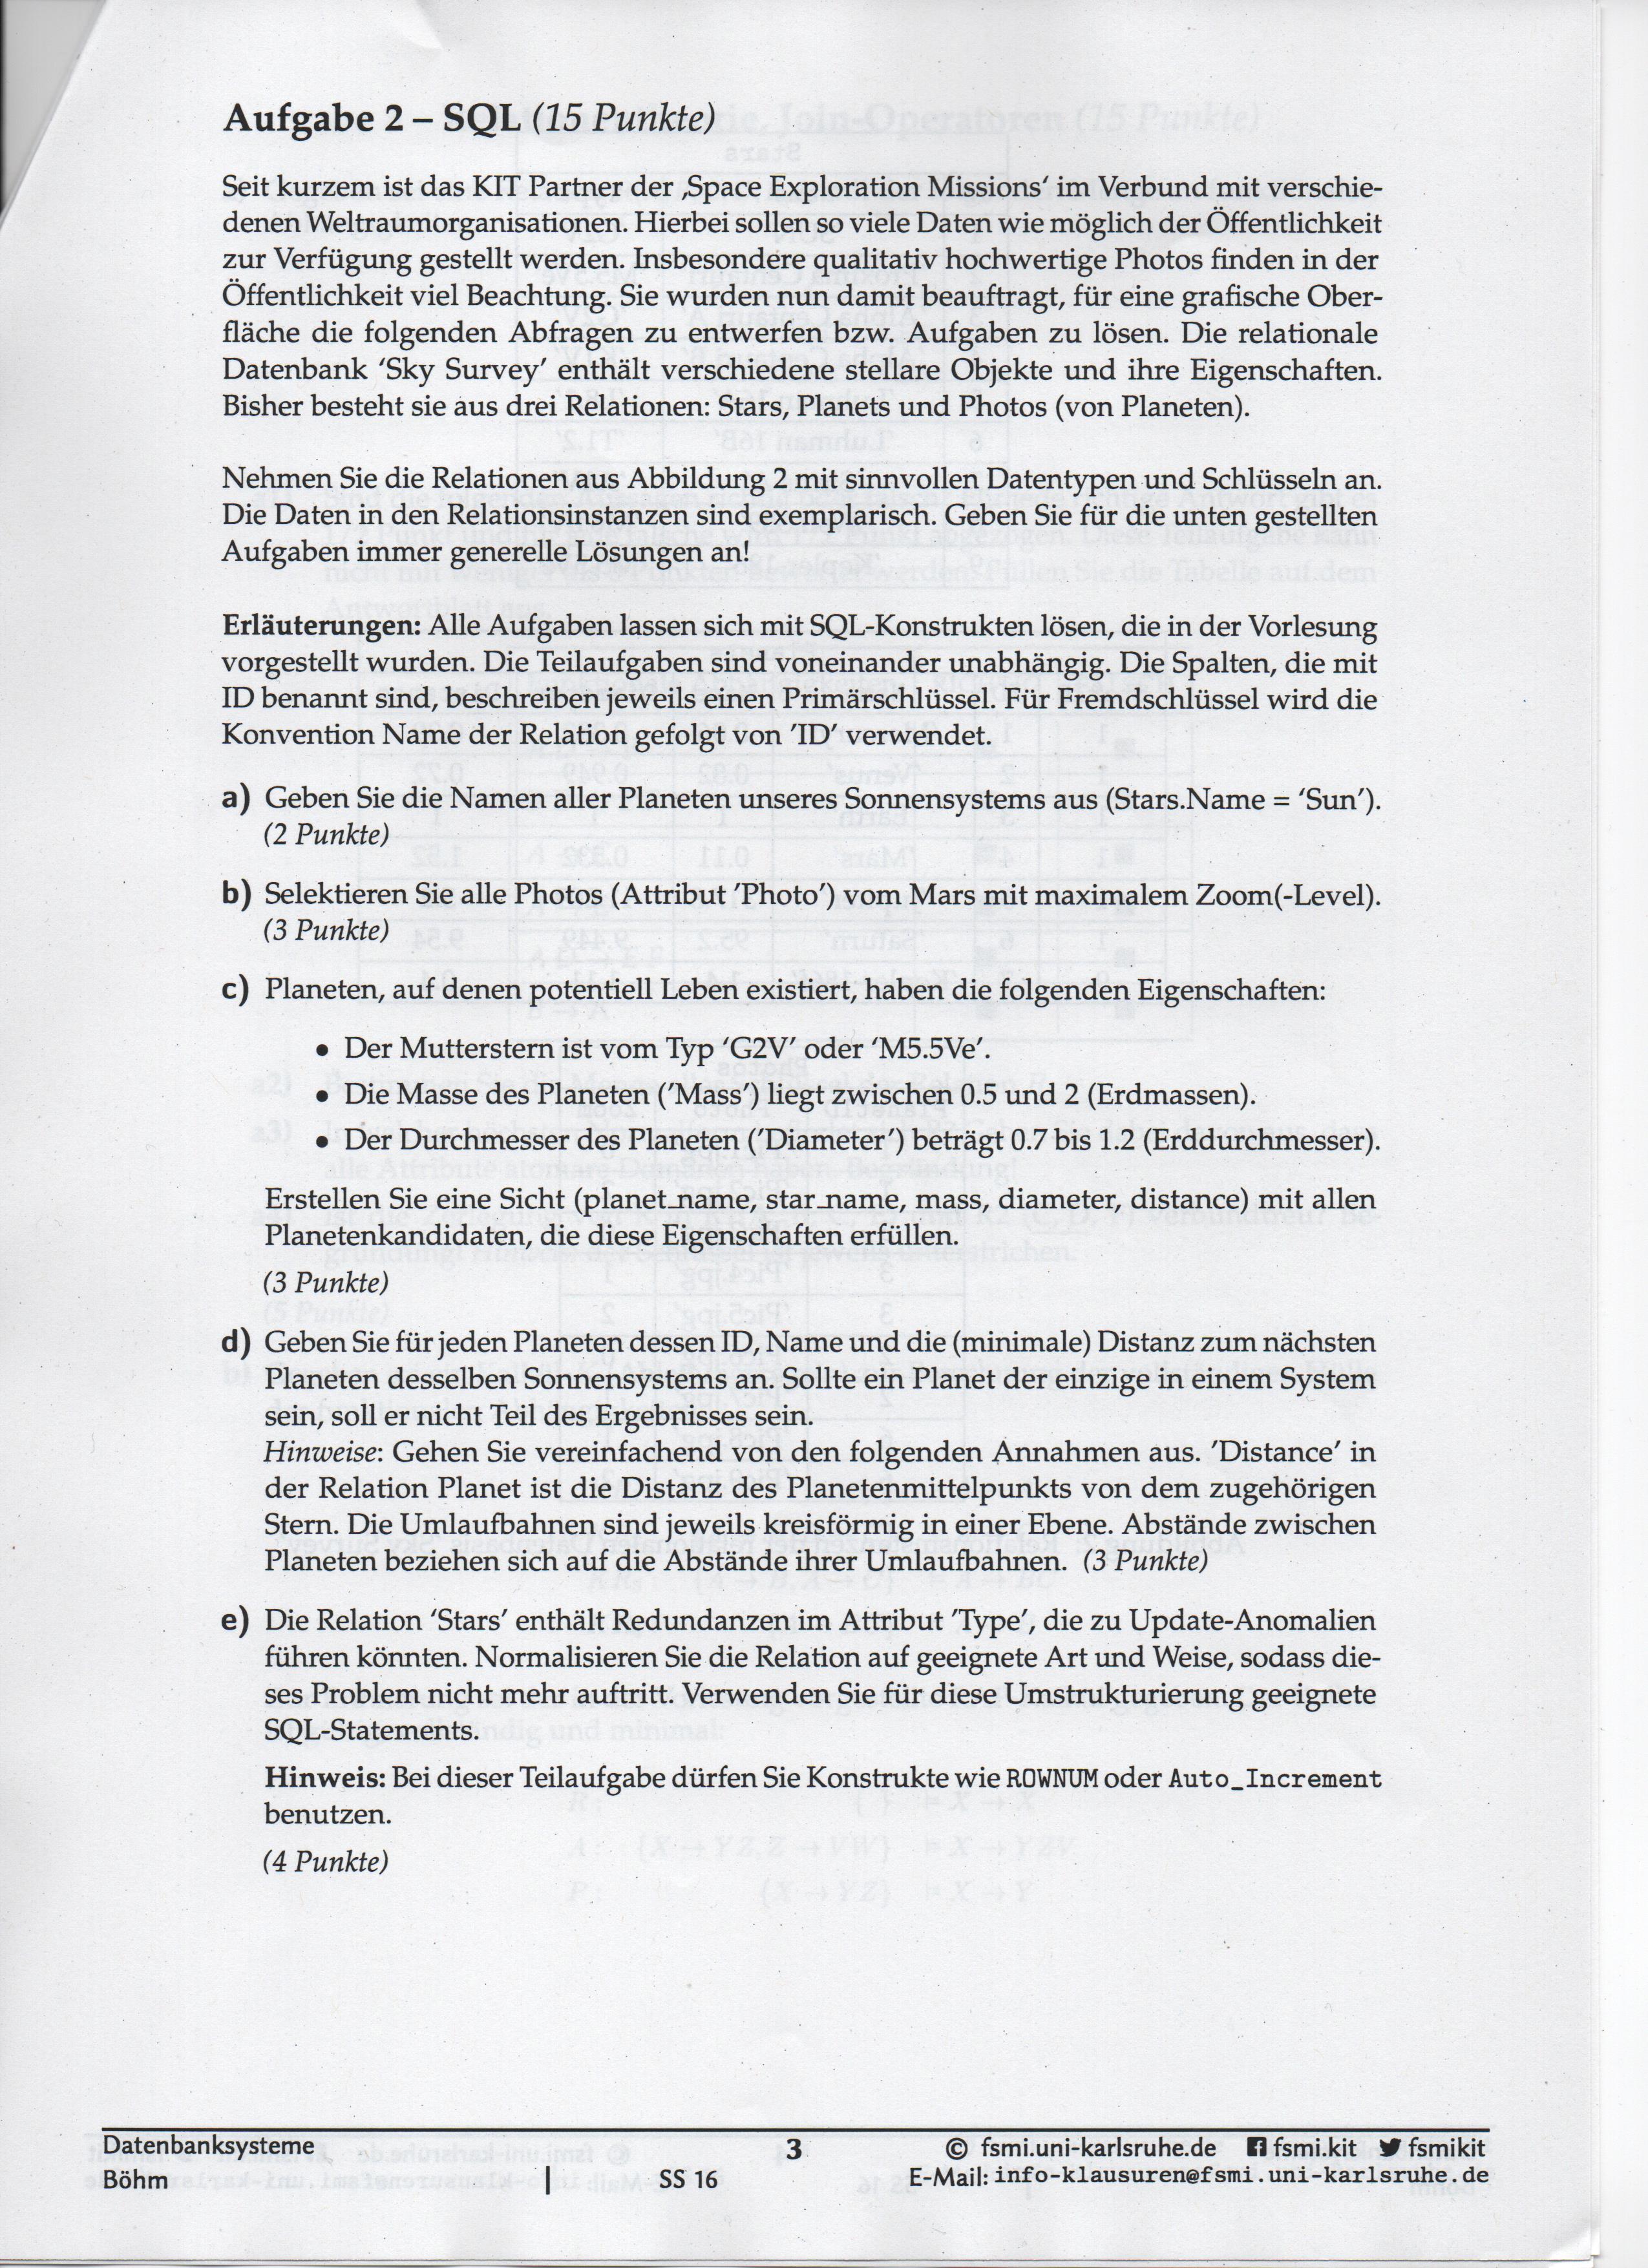 Aufgabe 2 – SQL (15 Punkte)
Seit kurzem ist das KIT Partner der ‚Space Exploration Missions‘ im Verbund mit verschie-
denen Weltraumorganisationen. Hierbei sollen so viele Daten wie möglich der Öffentlichkeit
zur Verfügung gestellt werden. Insbesondere qualitativ hochwertige Photos finden in der
Öffentlichkeit viel Beachtung. Sie wurden nun damit beauftragt, für eine grafische Ober-
fläche die folgenden Abfragen zu entwerfen bzw. Aufgaben zu lösen. Die relationale
Datenbank ‘Sky Survey’ enthält verschiedene stellare Objekte und ihre Eigenschaften.
Bisher besteht sie aus drei Relationen: Stars, Planets und Photos (von Planeten).
Nehmen Sie die Relationen aus Abbildung 2 mit sinnvollen Datentypen und Schlüsseln an.
Die Daten in den Relationsinstanzen sind exemplarisch. Geben Sie für die unten gestellten
Aufgaben immer generelle Lösungen an!
Erläuterungen: Alle Aufgaben lassen sich mit SQL-Konstrukten lösen, die in der Vorlesung
vorgestellt wurden. Die Teilaufgaben sind voneinander unabhängig. Die Spalten, die mit
ID benannt sind, beschreiben jeweils einen Primärschlüssel. Für Fremdschlüssel wird die
Konvention Name der Relation gefolgt von ’ID’ verwendet.
a) Geben Sie die Namen aller Planeten unseres Sonnensystems aus (Stars.Name = ‘Sun’).
(2 Punkte)
b) Selektieren Sie alle Photos (Attribut ’Photo’) vom Mars mit maximalem Zoom(-Level).
(3 Punkte)
c) Planeten, auf denen potentiell Leben existiert, haben die folgenden Eigenschaften:
• Der Mutterstern ist vom Typ ‘G2V’ oder ‘M5.5Ve’.
• Die Masse des Planeten (’Mass’) liegt zwischen 0.5 und 2 (Erdmassen).
• Der Durchmesser des Planeten (’Diameter’) beträgt 0.7 bis 1.2 (Erddurchmesser).
Erstellen Sie eine Sicht (planet_name, star_name, mass, diameter, distance) mit allen
Planetenkandidaten, die diese Eigenschaften erfüllen.
(3 Punkte)
d) Geben Sie für jeden Planeten dessen ID, Name und die (minimale) Distanz zum nächsten
Planeten desselben Sonnensystems an. Sollte ein Planet der einzige in einem System
sein, soll er nicht Teil des Ergebnisses sein.
Hinweise: Gehen Sie vereinfachend von den folgenden Annahmen aus. ’Distance’ in
der Relation Planet ist die Distanz des Planetenmittelpunkts von dem zugehörigen
Stern. Die Umlaufbahnen sind jeweils kreisförmig in einer Ebene. Abstände zwischen
Planeten beziehen sich auf die Abstände ihrer Umlaufbahnen. (3 Punkte)
e) Die Relation ‘Stars’ enthält Redundanzen im Attribut ’Type’, die zu Update-Anomalien
führen könnten. Normalisieren Sie die Relation auf geeignete Art und Weise, sodass die-
ses Problem nicht mehr auftritt. Verwenden Sie für diese Umstrukturierung geeignete
SQL-Statements.
Hinweis: Bei dieser Teilaufgabe dürfen Sie Konstrukte wie ROWNUM oder Auto_Increment
benutzen.
(4 Punkte)
Datenbanksysteme 3 © fsmi.uni-karlsruhe.de fsmi.kit fsmikit
Böhm | SS 16 E-Mail: info-klausuren@fsmi.uni-karlsruhe.de